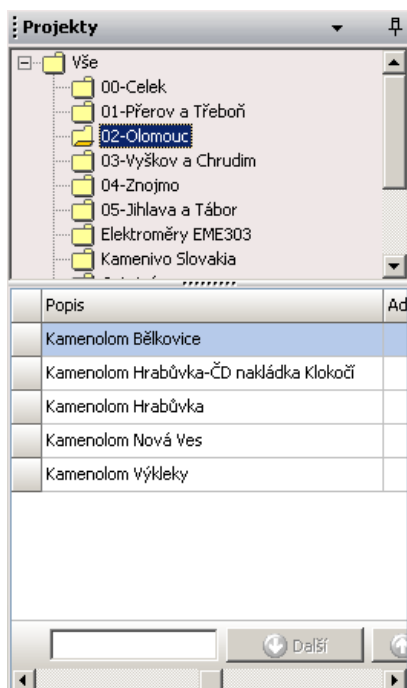 Projekty
Vše
00-Celek
01-Přerov a Třeboň
02-Olomouc
03-Vyškov a Chrudim
04-Znojmo
05-Jihlava a Tábor
Elektroměry EME303
Kamenivo Slovakia
Popis Ad
Kamenolom Bělkovice
Kamenolom Hrabůvka-ČD nakládka Klokočí
Kamenolom Hrabůvka
Kamenolom Nová Ves
Kamenolom Výkleky
Další